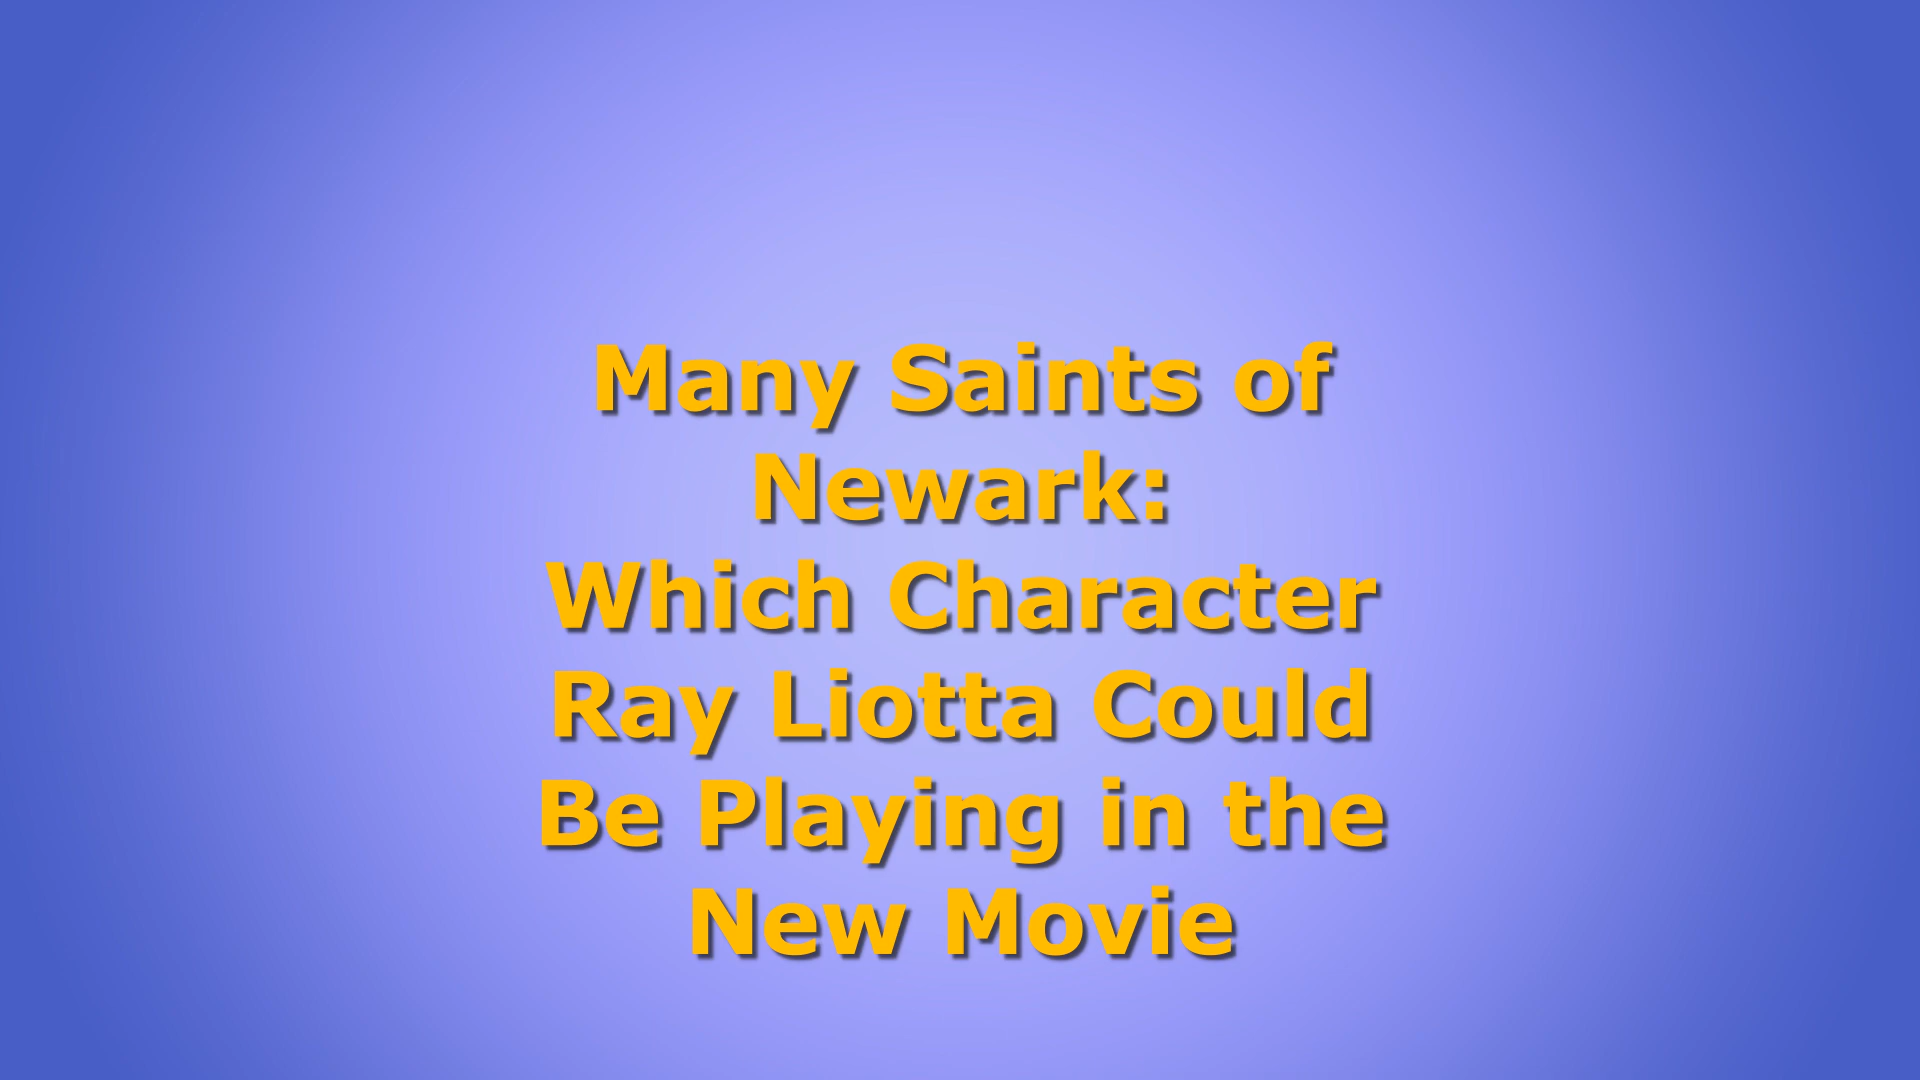 Many Saints of
Newark:
Which Character
Ray Liotta Could
Be Playing in the
New Movie